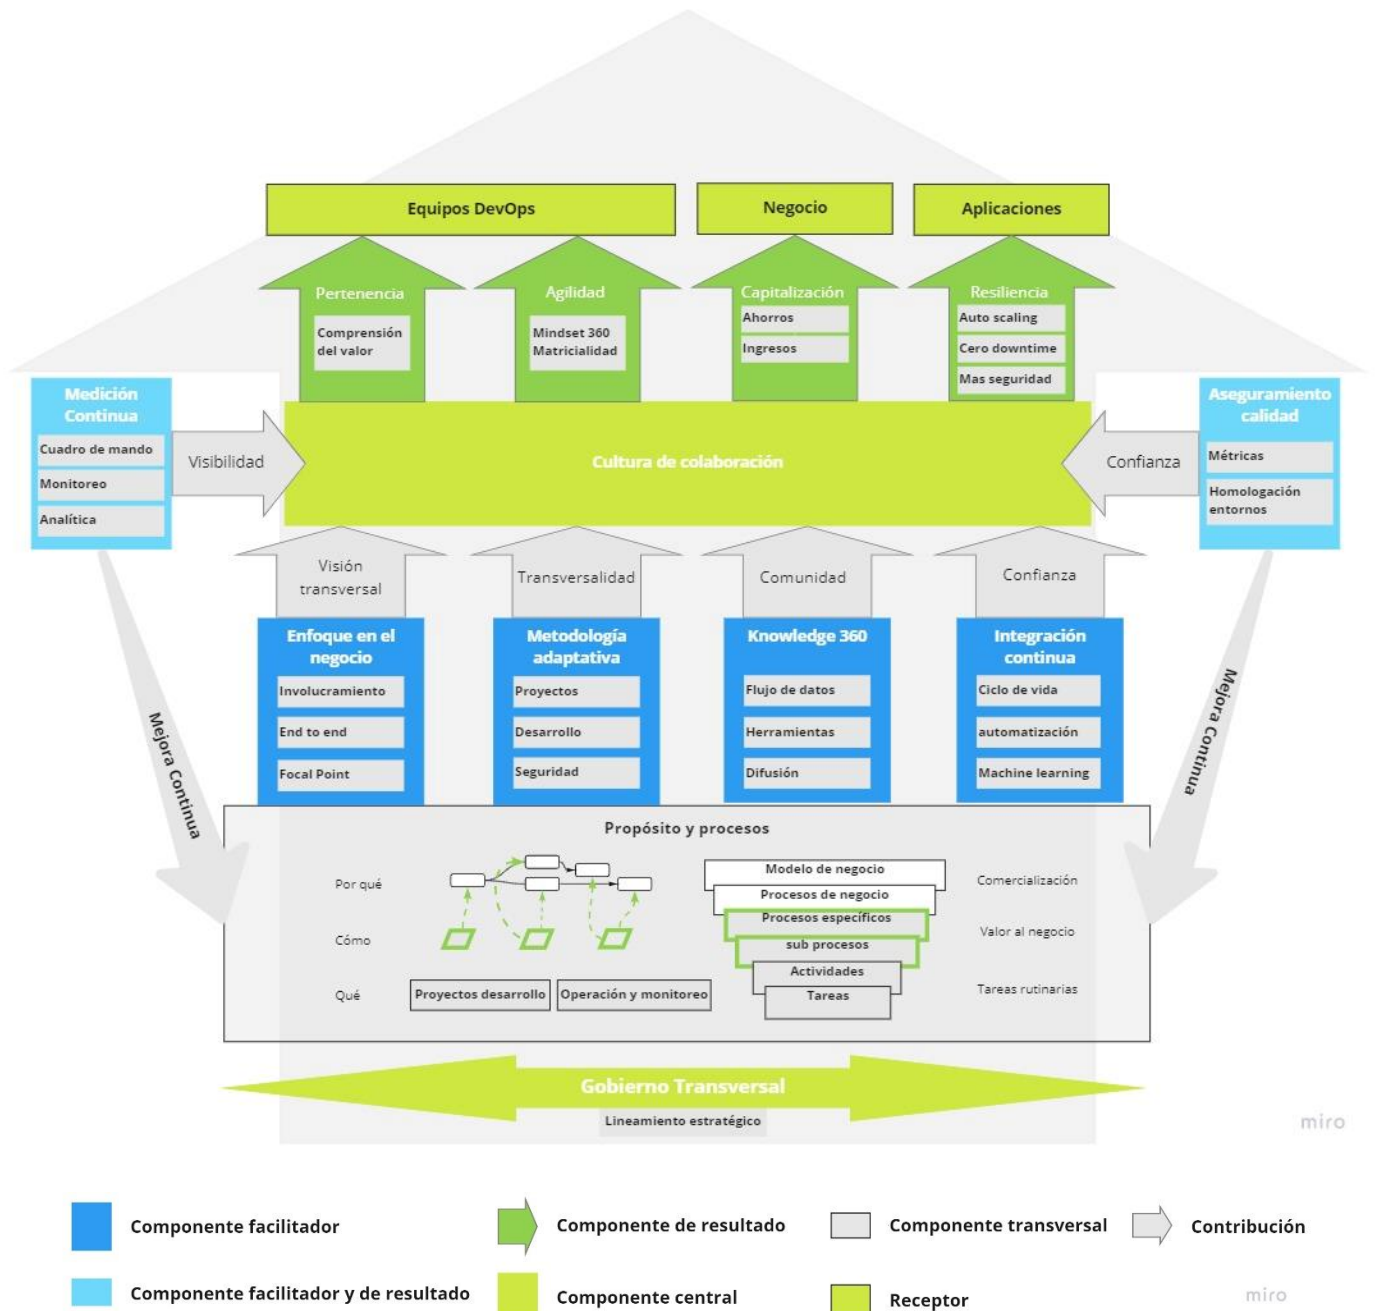 Equipos DevOps
Negocio
Aplicaciones
Pertenencia
Comprensión
del valor
Agilidad
Mindset 360
Matricialidad
Capitalización
Ahorros
Ingresos
Resiliencia
Auto scaling
Cero downtime
Mas seguridad
Medición
Continua
Cuadro de mando
Monitoreo
Analítica
Visibilidad
Cultura de colaboración
Confianza
Aseguramiento
calidad
Métricas
Homologación
entornos
Visión
transversal
Transversalidad
Comunidad
Confianza
Enfoque en el
negocio
Involucramiento
End to end
Focal Point
Metodología
adaptativa
Proyectos
Desarrollo
Seguridad
Knowledge 360
Flujo de datos
Herramientas
Difusión
Integración
continua
Ciclo de vida
automatización
Machine learning
Mejora Continua
Mejora Continua
Propósito y procesos
Por qué
Cómo
Qué
Proyectos desarrollo
Operación y monitoreo
Modelo de negocio
Procesos de negocio
Procesos específicos
sub procesos
Actividades
Tareas
Comercialización
Valor al negocio
Tareas rutinarias
Gobierno Transversal
Lineamiento estratégico
miro
Componente facilitador
Componente de resultado
Componente transversal
Contribución
Componente facilitador y de resultado
Componente central
Receptor
miro